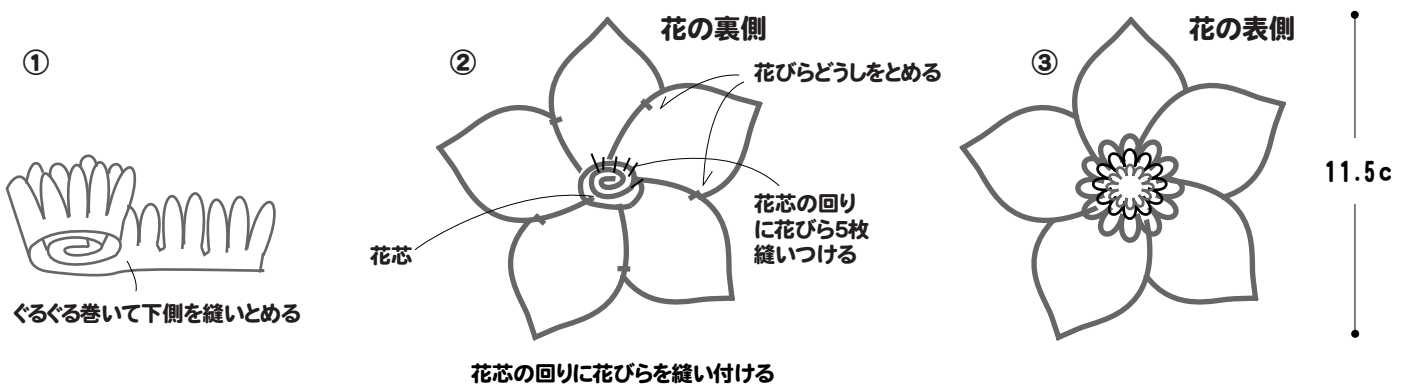 ①
ぐるぐる巻いて下側を縫いとめる
②
花の裏側
花びらどうしをとめる
花芯の回り
に花びら5枚
縫いつける
花芯
花芯の回りに花びらを縫い付ける
③
花の表側
11.5c